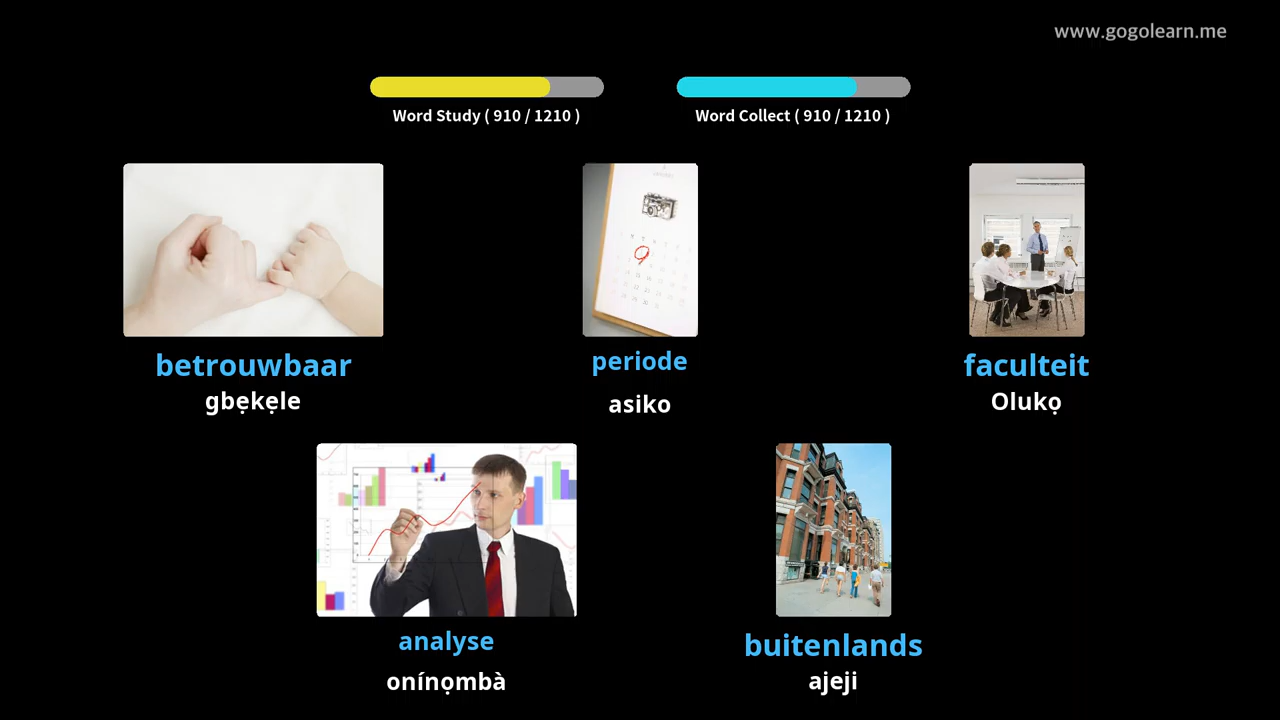 www.gogolearn.me
Word Study ( 910 / 1210 )
Word Collect ( 910 / 1210 )
betrouwbaar
gbẹkẹle
periode
asiko
faculteit
Olukọ
analyse
onínọmbà
buitenlands
ajeji